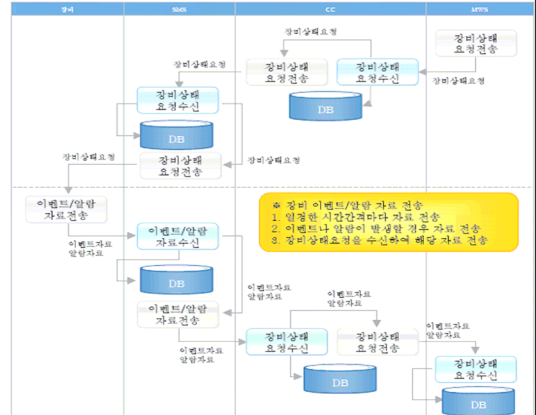 장비
SMS
CC
MWS
장비상태요청
장비상태
요청전송
장비상태
요청수신
장비상태
요청전송
장비상태요청
장비상태요청
장비상태
요청수신
DB
DB
장비상태요청
장비상태
요청전송
장비상태요청
이벤트/알람
자료전송
이벤트자료
알람자료
이벤트/알람
자료수신
※ 장비 이벤트/알람 자료 전송
1. 일정한 시간간격마다 자료 전송
2. 이벤트나 알람이 발생할 경우 자료 전송
3. 장비상태요청을 수신하여 해당 자료 전송
DB
이벤트자료
알람자료
이벤트/알람
자료전송
이벤트자료
알람자료
이벤트자료
알람자료
장비상태
요청수신
장비상태
요청전송
이벤트자료
알람자료
장비상태
요청수신
DB
DB